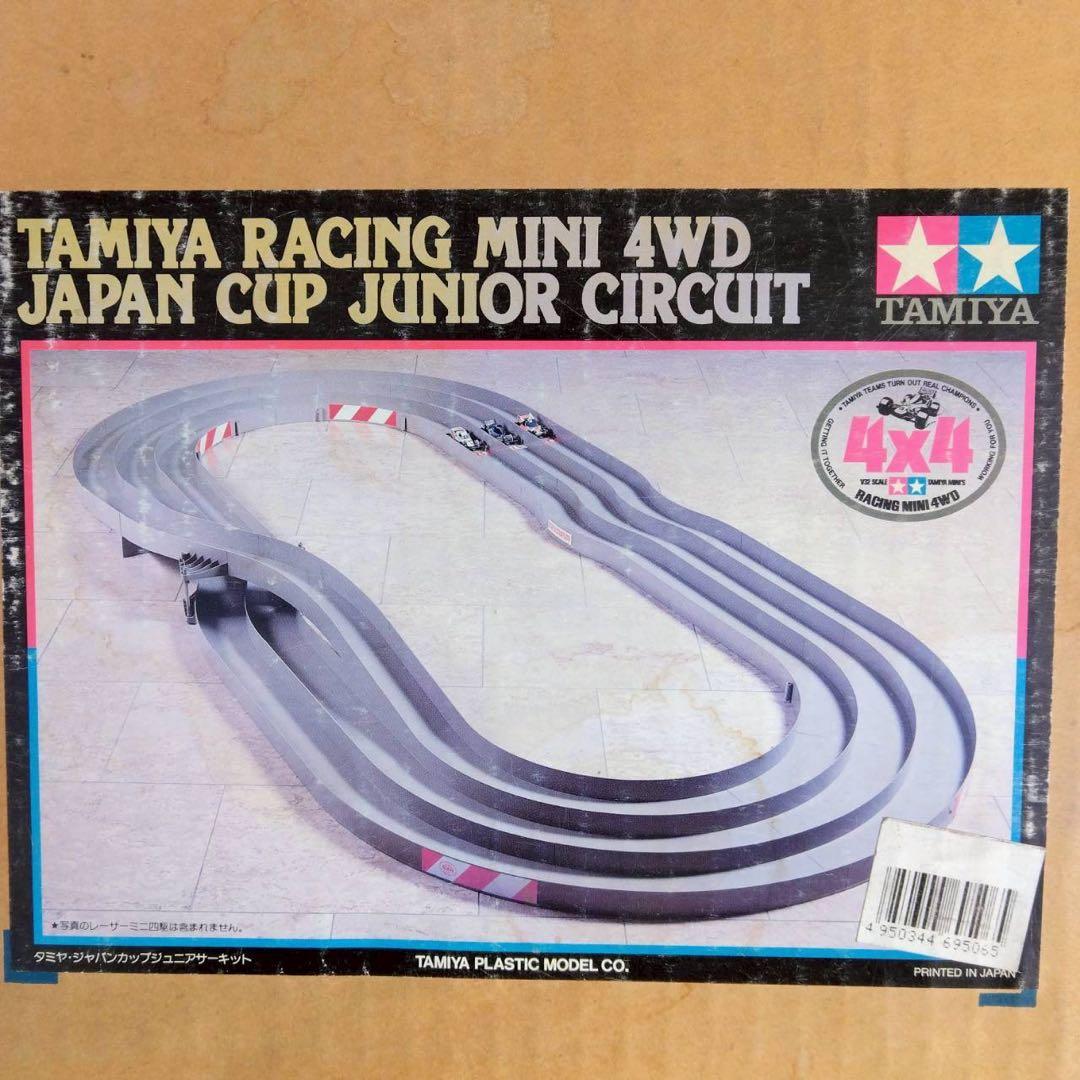 TAMIYA RACING MINI 4WD
JAPAN CUP JUNIOR CIRCUIT
TAMIYA
• TAMIYA TEAMS TURN OUT REAL CHAMPIONS •
GETTING IT TOGETHER
WORKING FOR YOU
4x4
1/32 SCALE TAMIYA MINI'S
RACING MINI 4WD
4 950344 695065
★写真のレーサーミニ四駆は含まれません。
タミヤ・ジャパンカップジュニアサーキット
TAMIYA PLASTIC MODEL CO.
PRINTED IN JAPAN